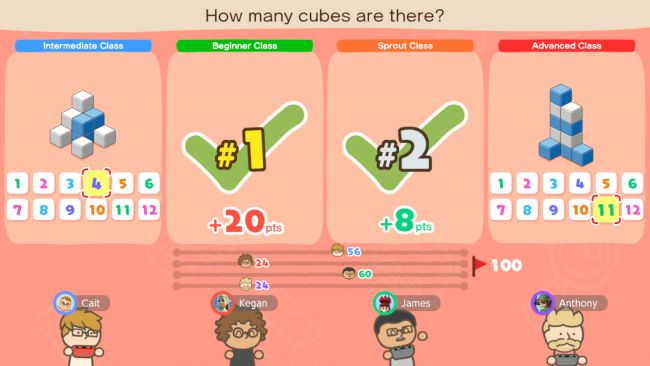 How many cubes are there?
Intermediate Class
Beginner Class
Sprout Class
Advanced Class
#1
#2
1 2 3 4 5 6
7 8 9 10 11 12
1 2 3 4 5 6
7 8 9 10 11 12
+20pts
+8pts
56
24
60
24
100
Cait
Kegan
James
Anthony